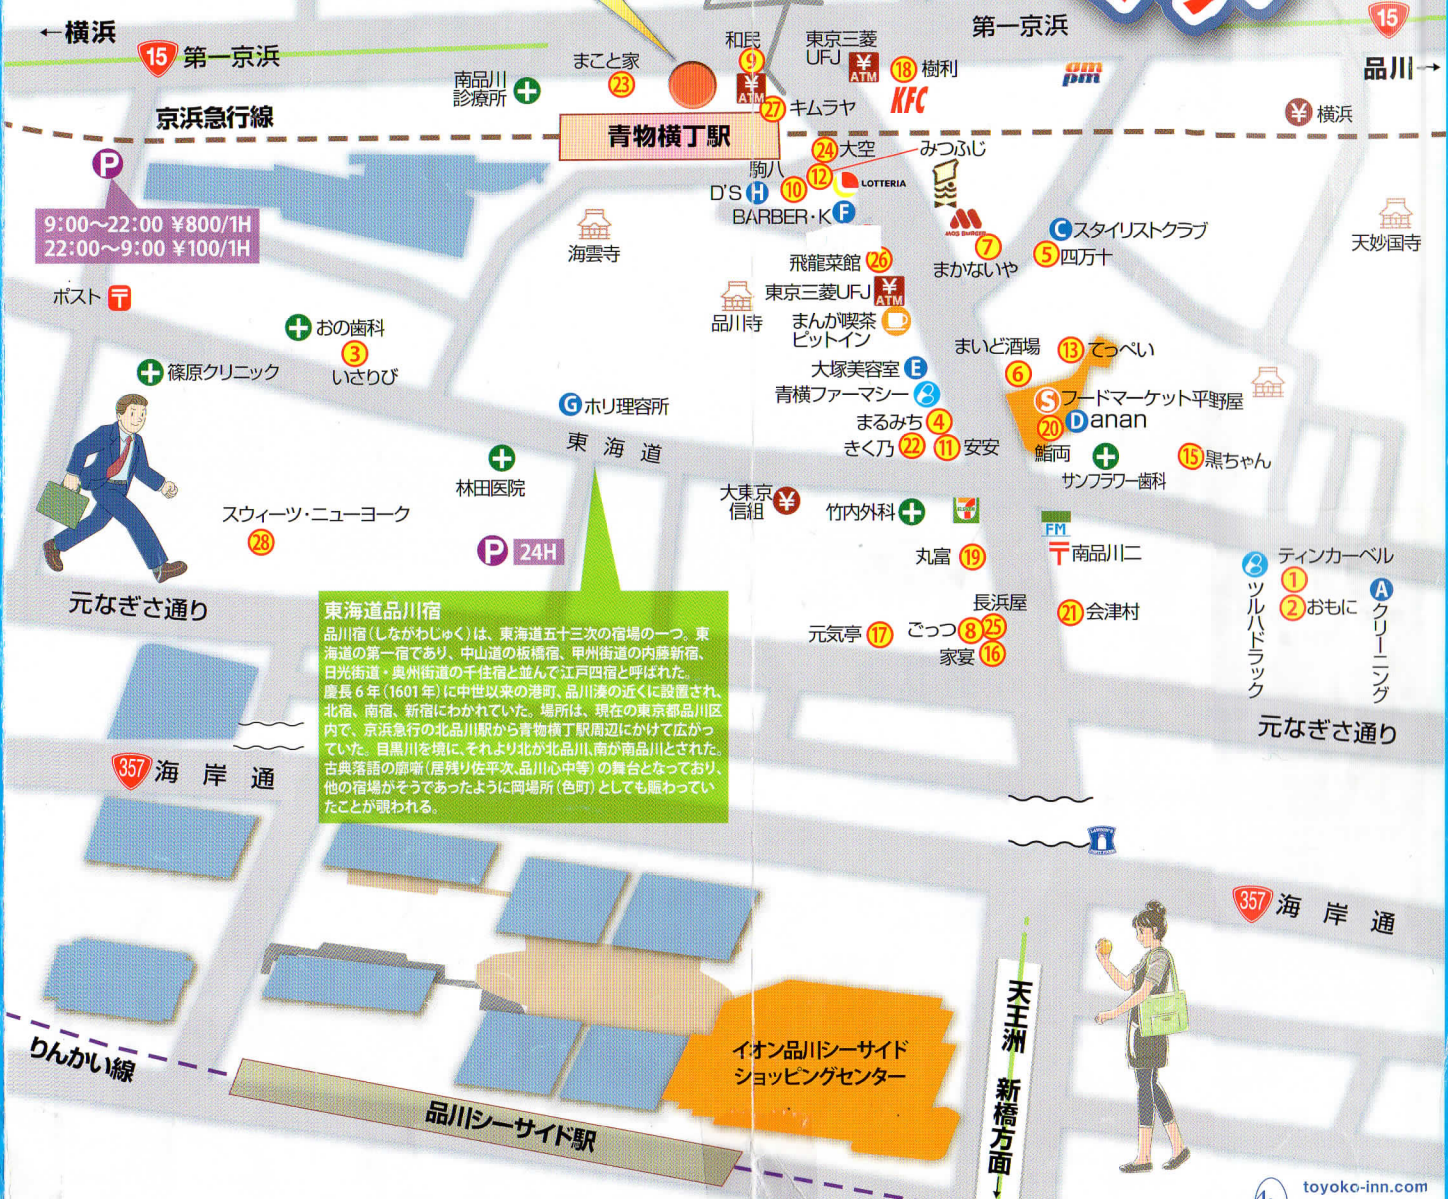 ←横浜
15
第一京浜
和民
9
東京三菱
UFJ
¥
ATM
18
樹利
第一京浜
15
品川→
まこと家
23
南品川
診療所
¥
ATM
27
キムラヤ
KFC
ampm
¥
横浜
京浜急行線
青物横丁駅
P
9:00～22:00 ¥800/1H
22:00～9:00 ¥100/1H
24
大空
みつふじ
駒八
10
12
LOTTERIA
D'S
H
BARBER・K
F
MOS BURGER
7
まかないや
C
スタイリストクラブ
5
四万十
海雲寺
天妙国寺
飛龍菜館
26
東京三菱UFJ
¥
ATM
品川寺
まんが喫茶
ピットイン
ポスト
〒
おの歯科
3
いさりび
篠原クリニック
まいど酒場
6
13
てっぺい
大塚美容室
E
青横ファーマシー
まるみち
4
きく乃
22
11
安安
S
フードマーケット平野屋
20
D
anan
鮨両
サンフラワー歯科
15
黒ちゃん
G
ホリ理容所
東海道
林田医院
大東京
信組
¥
竹内外科
7
FM
〒
南品川二
スウィーツ・ニューヨーク
28
P
24H
丸富
19
ティンカーベル
1
2
おもに
ツルハドラック
A
クリーニング
元なぎさ通り
長浜屋
元気亭
17
ごっつ
8
25
家宴
16
21
会津村
元なぎさ通り
東海道品川宿
品川宿(しながわじゅく)は、東海道五十三次の宿場の一つ。東
海道の第一宿であり、中山道の板橋宿、甲州街道の内藤新宿、
日光街道・奥州街道の千住宿と並んで江戸四宿と呼ばれた。
慶長6年(1601年)に中世以来の港町、品川湊の近くに設置され、
北宿、南宿、新宿にわかれていた。場所は、現在の東京都品川区
内で、京浜急行の北品川駅から青物横丁駅周辺にかけて広がっ
ていた。目黒川を境に、それより北が北品川、南が南品川とされた。
古典落語の廓噺(居残り佐平次、品川心中等)の舞台となっており、
他の宿場がそうであったように岡場所(色町)としても賑わってい
たことが覗われる。
357
海岸通
357
海岸通
りんかい線
品川シーサイド駅
イオン品川シーサイド
ショッピングセンター
天王洲 新橋方面→
toyoko-inn.com